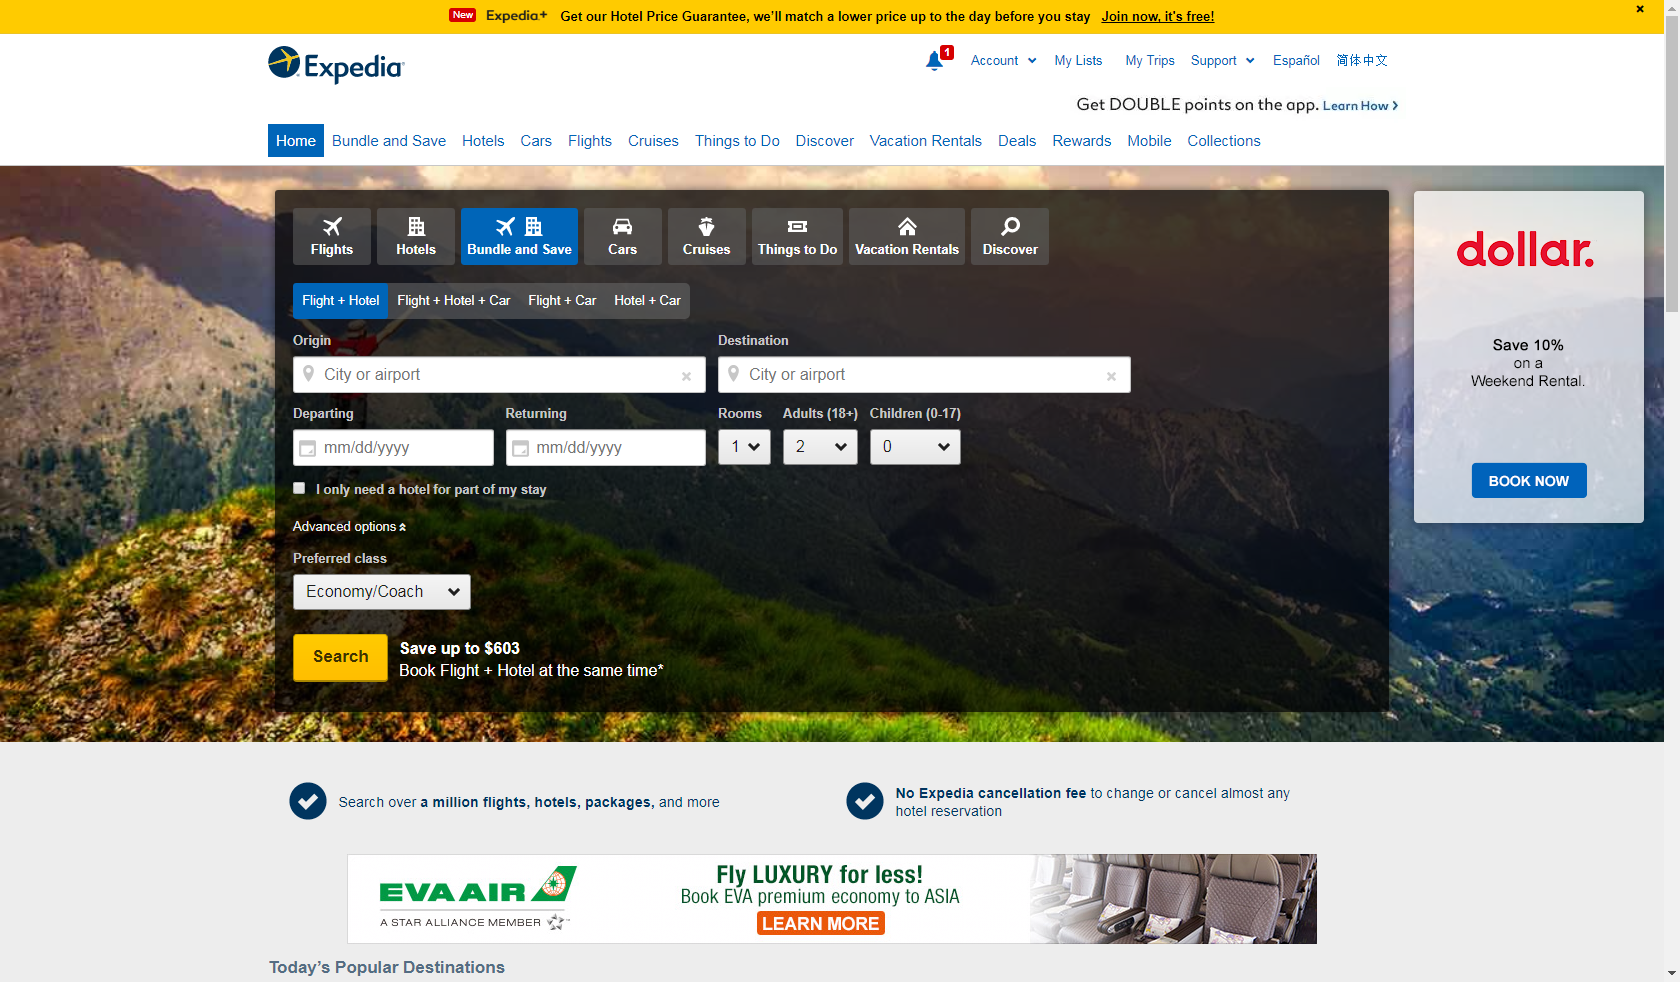 New Expedia+ Get our Hotel Price Guarantee, we'll match a lower price up to the day before you stay Join now, it's free!
Expedia
1
Account My Lists My Trips Support Español 简体中文
Get DOUBLE points on the app. Learn How
Home Bundle and Save Hotels Cars Flights Cruises Things to Do Discover Vacation Rentals Deals Rewards Mobile Collections
Flights Hotels Bundle and Save Cars Cruises Things to Do Vacation Rentals Discover
Flight + Hotel Flight + Hotel + Car Flight + Car Hotel + Car
Origin Destination
City or airport City or airport
Departing Returning Rooms Adults (18+) Children (0-17)
mm/dd/yyyy mm/dd/yyyy 1 2 0
I only need a hotel for part of my stay
Advanced options
Preferred class
Economy/Coach
Search
Save up to $603
Book Flight + Hotel at the same time*
dollar.
Save 10%
on a
Weekend Rental.
BOOK NOW
Search over a million flights, hotels, packages, and more
No Expedia cancellation fee to change or cancel almost any
hotel reservation
EVA AIR
A STAR ALLIANCE MEMBER
Fly LUXURY for less!
Book EVA premium economy to ASIA
LEARN MORE
Today's Popular Destinations